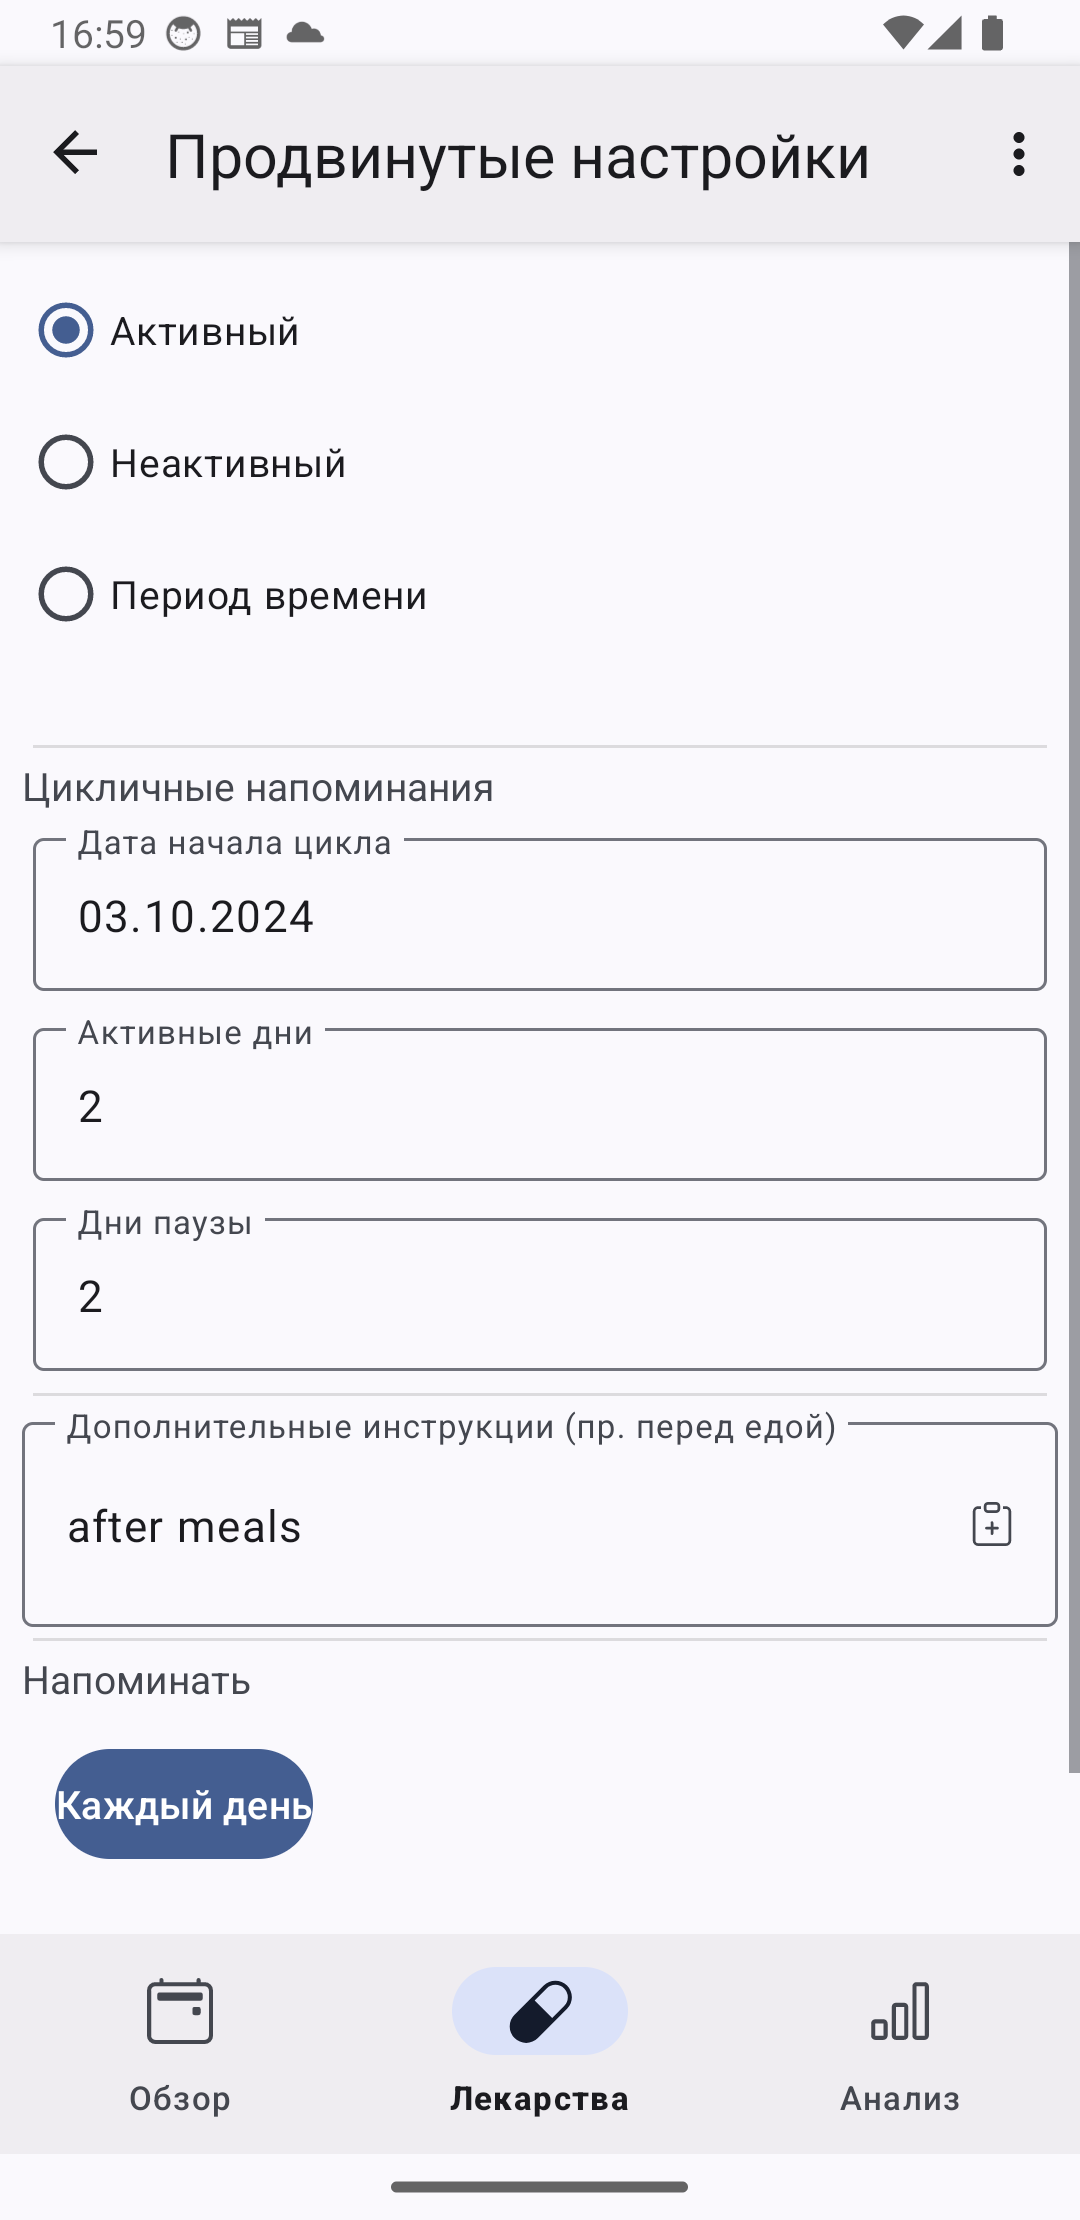 16:59
Продвинутые настройки
Активный
Неактивный
Период времени
Цикличные напоминания
Дата начала цикла
03.10.2024
Активные дни
2
Дни паузы
2
Дополнительные инструкции (пр. перед едой)
after meals
Напоминать
Каждый день
Обзор
Лекарства
Анализ